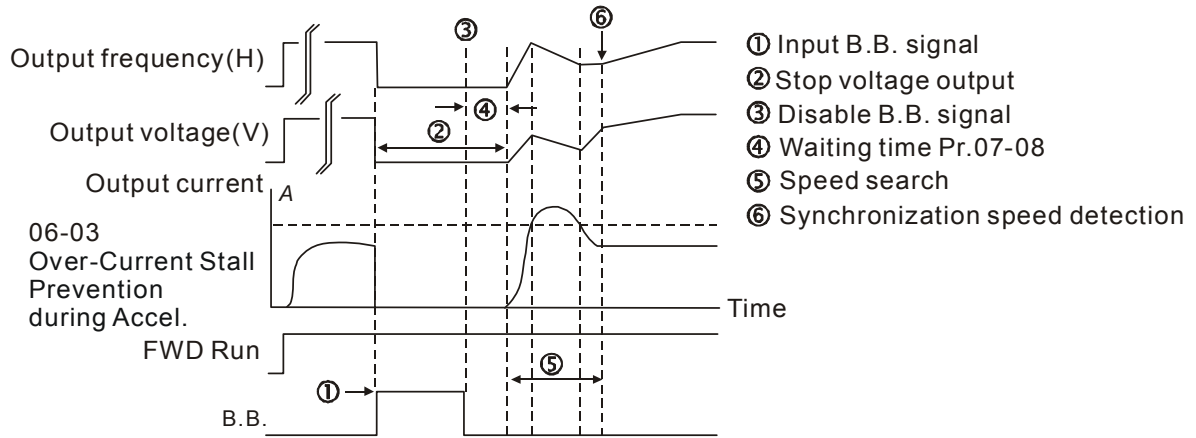 Output frequency(H)
Output voltage(V)
Output current
A
06-03
Over-Current Stall
Prevention
during Accel.
FWD Run
B.B.
Time
①
②
③
④
⑤
⑥
① Input B.B. signal
② Stop voltage output
③ Disable B.B. signal
④ Waiting time Pr.07-08
⑤ Speed search
⑥ Synchronization speed detection